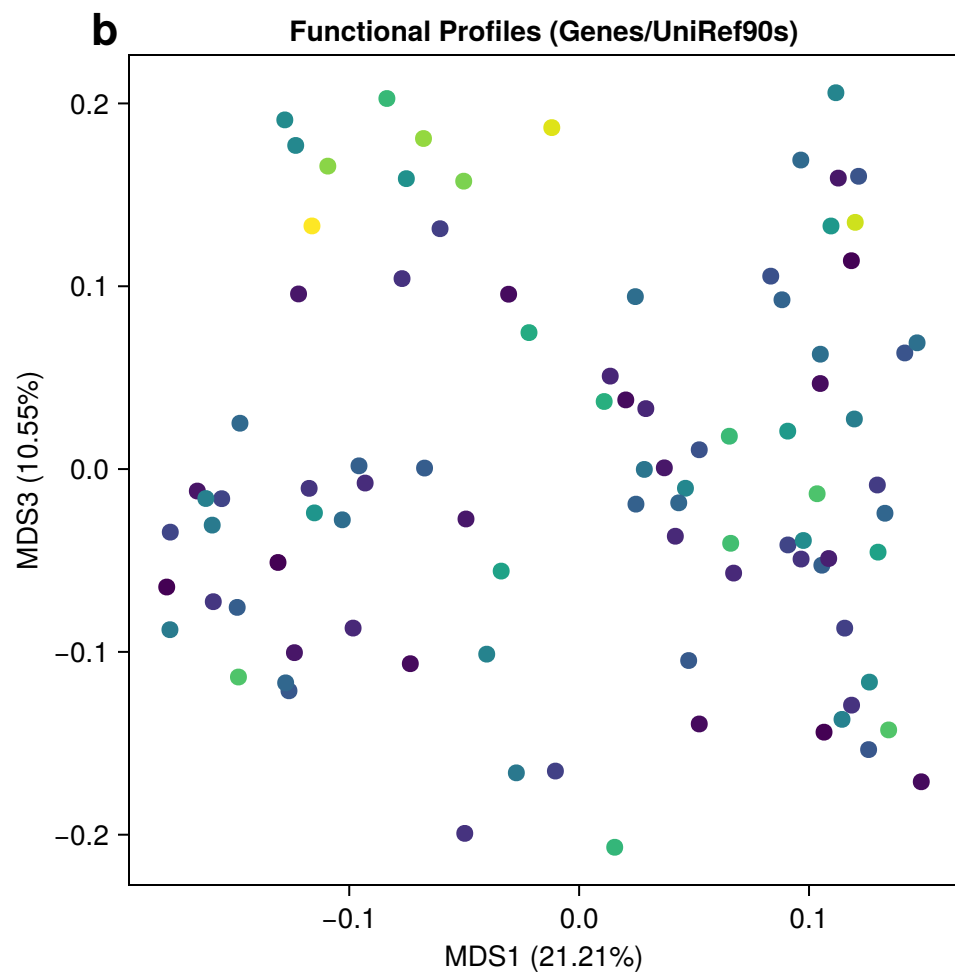 b
Functional Profiles (Genes/UniRef90s)
0.2
0.1
0.0
−0.1
−0.2
MDS3 (10.55%)
−0.1 0.0 0.1
MDS1 (21.21%)